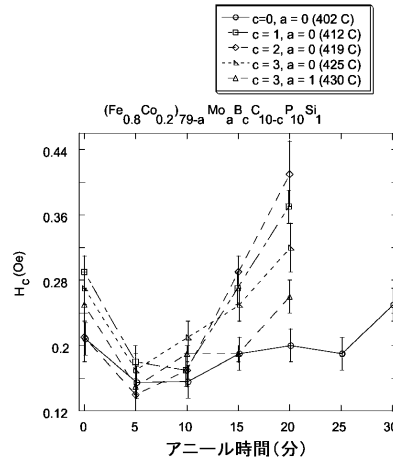 c=0, a = 0 (402 C)
c = 1, a = 0 (412 C)
c = 2, a = 0 (419 C)
c = 3, a = 0 (425 C)
c = 3, a = 1 (430 C)
(Fe0.8Co0.2)79-aMoaBcC10-cP10Si1
0.44
0.36
0.28
0.2
0.12
Hc(Oe)
0 5 10 15 20 25 30
アニール時間(分)